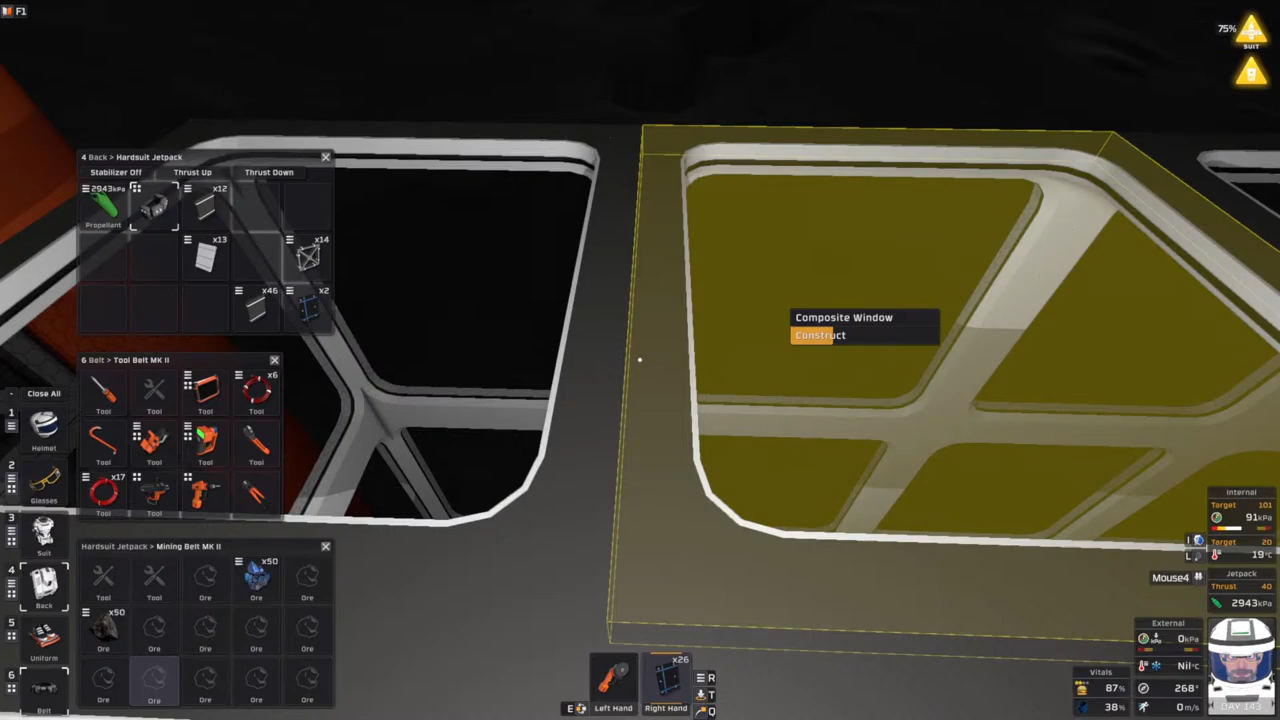 F1
75%
SUIT
4 Back > Hardsuit Jetpack
Stabilizer Off Thrust Up Thrust Down
2943kPa x12
Propellant
x13 x14
x46 x2
Composite Window
Construct
6 Belt > Tool Belt MK II
x6
Tool Tool Tool Tool
Tool Tool Tool Tool
x17
Tool Tool Tool Tool
- Close All
1
Helmet
2
Glasses
3
Suit
4
Back
5
Uniform
6
Belt
Hardsuit Jetpack > Mining Belt MK II
x50
Tool Tool Ore Ore Ore
x50
Ore Ore Ore Ore Ore
Ore Ore Ore Ore Ore
E Left Hand
x26
Right Hand
R
T
Q
Internal
Target 101
91kPa
Target 20
19°C
I
L
Mouse4
Jetpack
Thrust 40
2943kPa
External
0kPa
Nil°C
268°
0m/s
Vitals
87%
38%
DAY 143